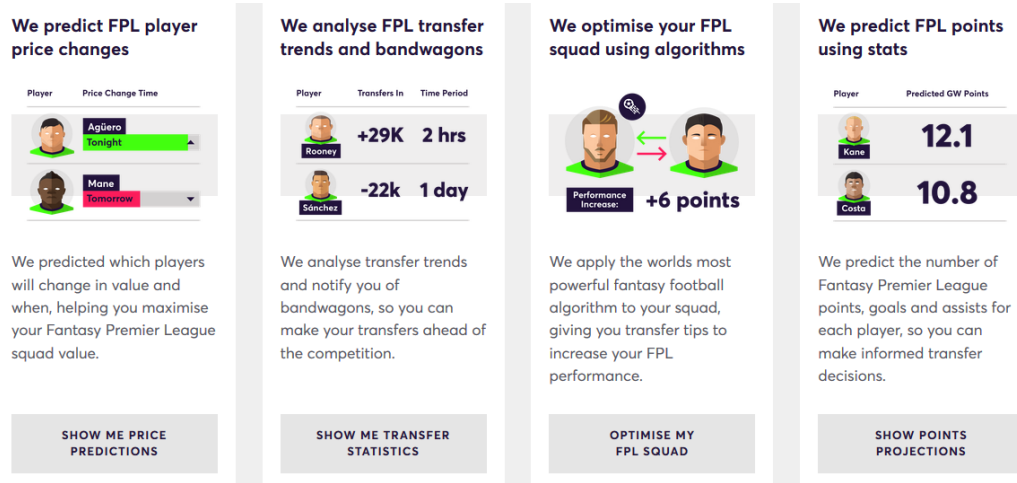 We predict FPL player
price changes
Player Price Change Time
Agüero
Tonight
Mane
Tomorrow
We predicted which players
will change in value and
when, helping you maximise
your Fantasy Premier League
squad value.
SHOW ME PRICE
PREDICTIONS
We analyse FPL transfer
trends and bandwagons
Player Transfers In Time Period
Rooney
+29K 2 hrs
Sánchez
-22k 1 day
We analyse transfer trends
and notify you of
bandwagons, so you can
make your transfers ahead of
the competition.
SHOW ME TRANSFER
STATISTICS
We optimise your FPL
squad using algorithms
Performance
Increase:
+6 points
We apply the worlds most
powerful fantasy football
algorithm to your squad,
giving you transfer tips to
increase your FPL
performance.
OPTIMISE MY
FPL SQUAD
We predict FPL points
using stats
Player Predicted GW Points
Kane
12.1
Costa
10.8
We predict the number of
Fantasy Premier League
points, goals and assists for
each player, so you can
make informed transfer
decisions.
SHOW POINTS
PROJECTIONS